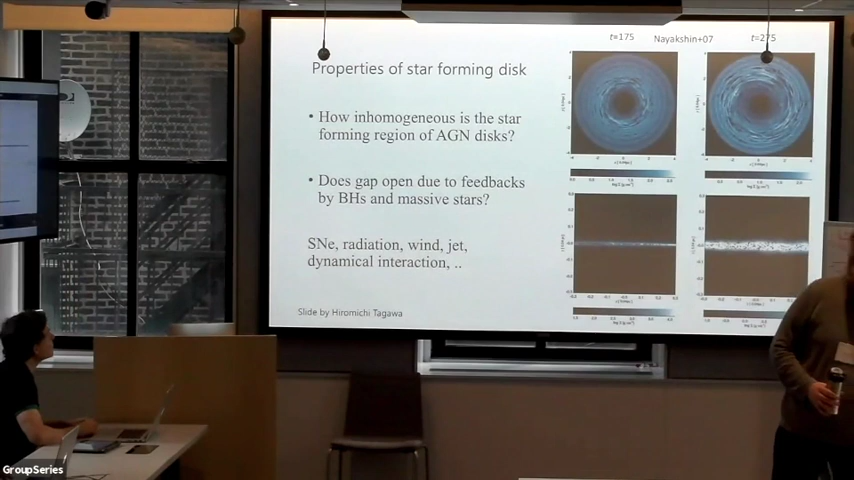 t=175
Nayakshin+07
t=275
Properties of star forming disk
• How inhomogeneous is the star
forming region of AGN disks?
• Does gap open due to feedbacks
by BHs and massive stars?
SNe, radiation, wind, jet,
dynamical interaction, ..
Slide by Hiromichi Tagawa
GroupSeries